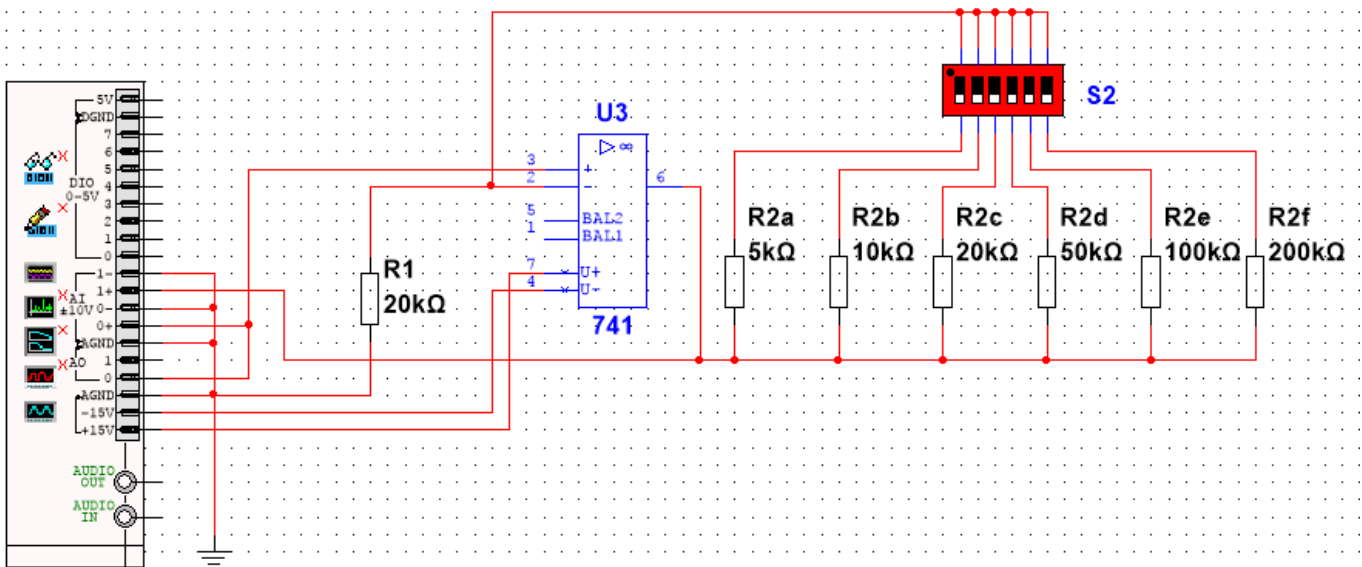 5V
DGND
7
6
5
4
3
2
1
0
DIO
0-5V
1-
1+
AI
±10V
0-
0+
AGND
1
AO
0
AGND
-15V
+15V
AUDIO
OUT
AUDIO
IN
R1
20kΩ
U3
3
2
5
1
7
4
6
+
-
BAL2
BAL1
U+
U-
∞
741
S2
R2a
5kΩ
R2b
10kΩ
R2c
20kΩ
R2d
50kΩ
R2e
100kΩ
R2f
200kΩ